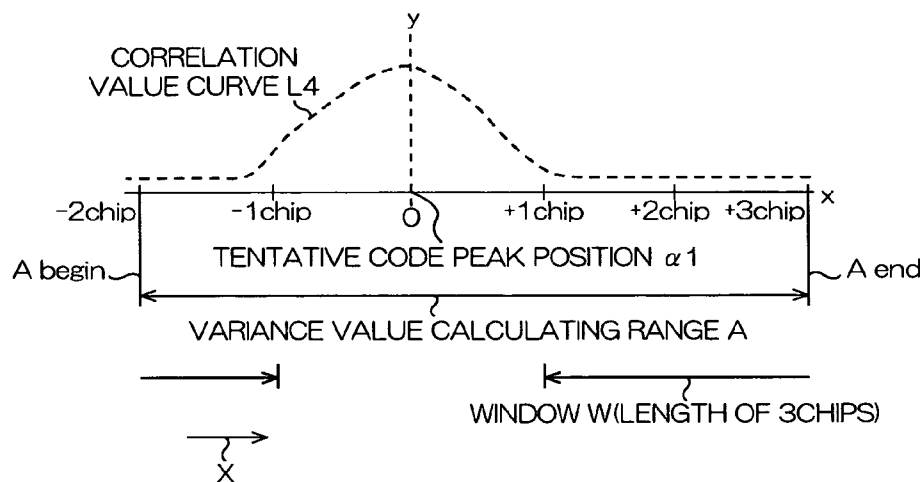 y
CORRELATION
VALUE CURVE L4
x
-2chip -1chip O +1chip +2chip +3chip
TENTATIVE CODE PEAK POSITION α1
A begin
A end
VARIANCE VALUE CALCULATING RANGE A
WINDOW W(LENGTH OF 3CHIPS)
X